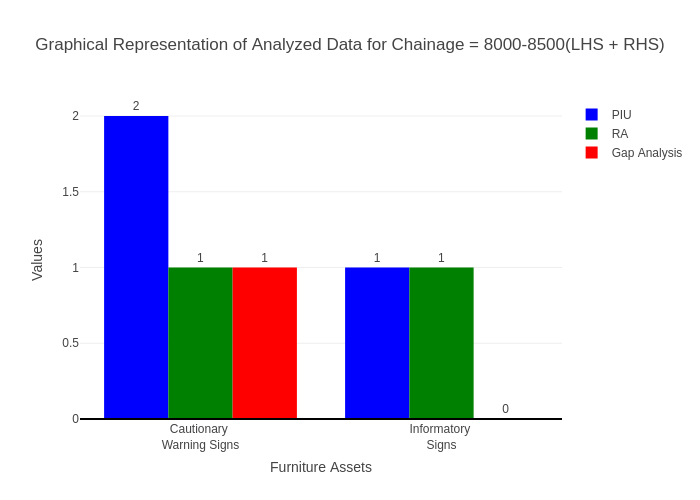 Graphical Representation of Analyzed Data for Chainage = 8000-8500(LHS + RHS)
PIU
RA
Gap Analysis
2
1
1
1
1
0
2
1.5
1
0.5
0
Values
Cautionary
Warning Signs
Informatory
Signs
Furniture Assets